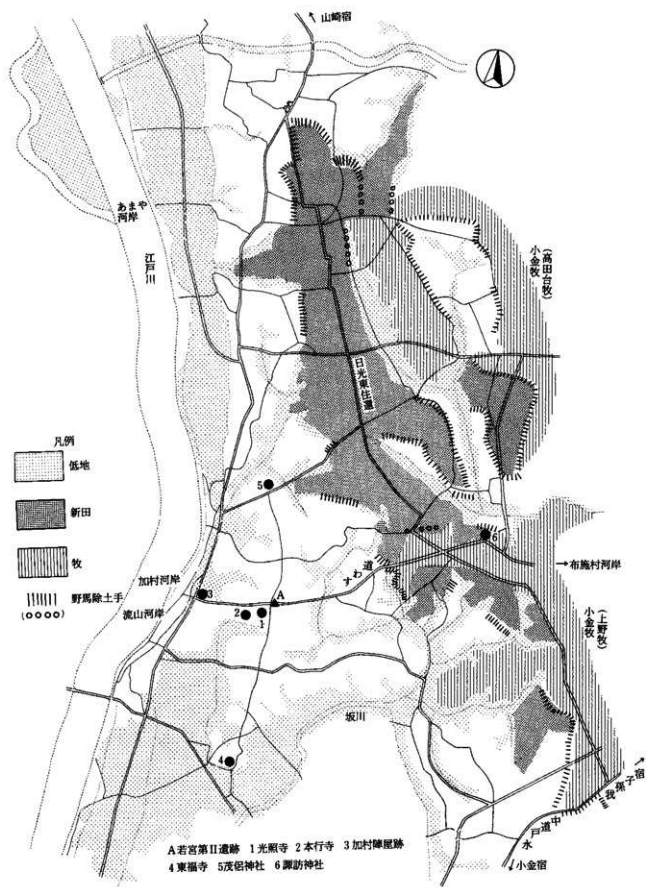 山崎宿
あまや
河岸
江戸川
(高田台牧)
小金牧
日光東往還
凡例
低地
新田
牧
野馬除土手
加村河岸
流山河岸
5
3
A
2
1
すわ道
6
布施村河岸
(上野牧)
小金牧
坂川
4
我孫子宿
水戸道中
小金宿
A若宮第Ⅱ遺跡 1光照寺 2本行寺 3加村陣屋跡
4東福寺 5茂侶神社 6諏訪神社